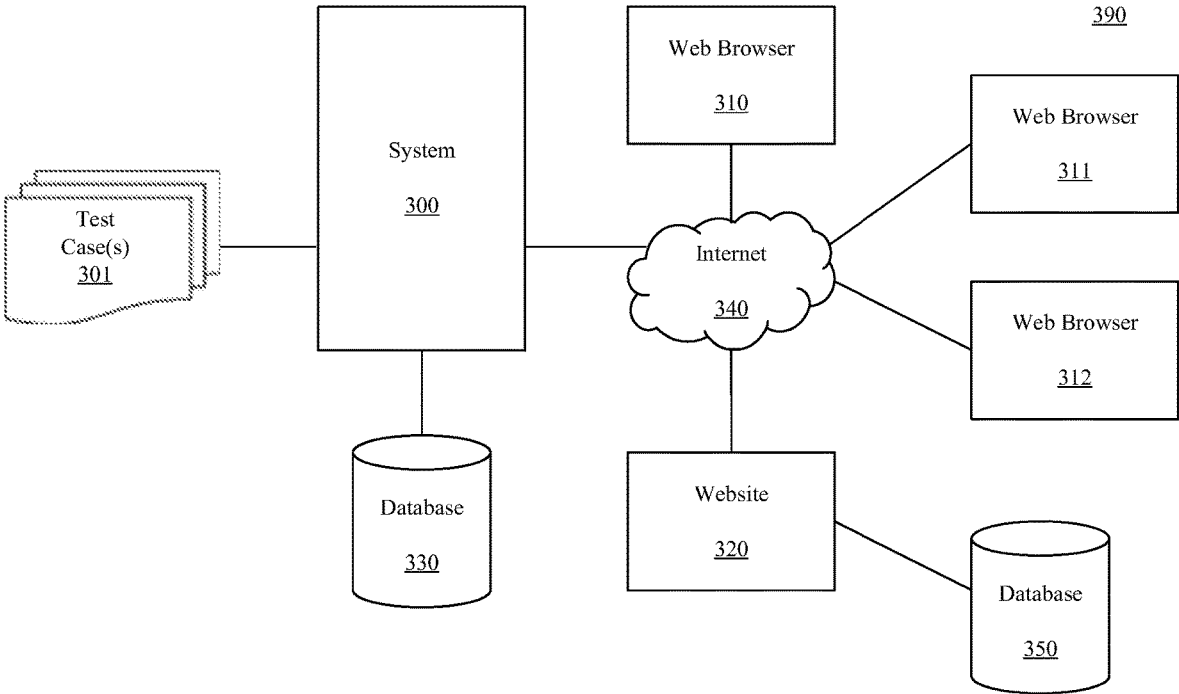 390
Web Browser
310
Web Browser
311
System
300
Test
Case(s)
301
Internet
340
Web Browser
312
Database
330
Website
320
Database
350